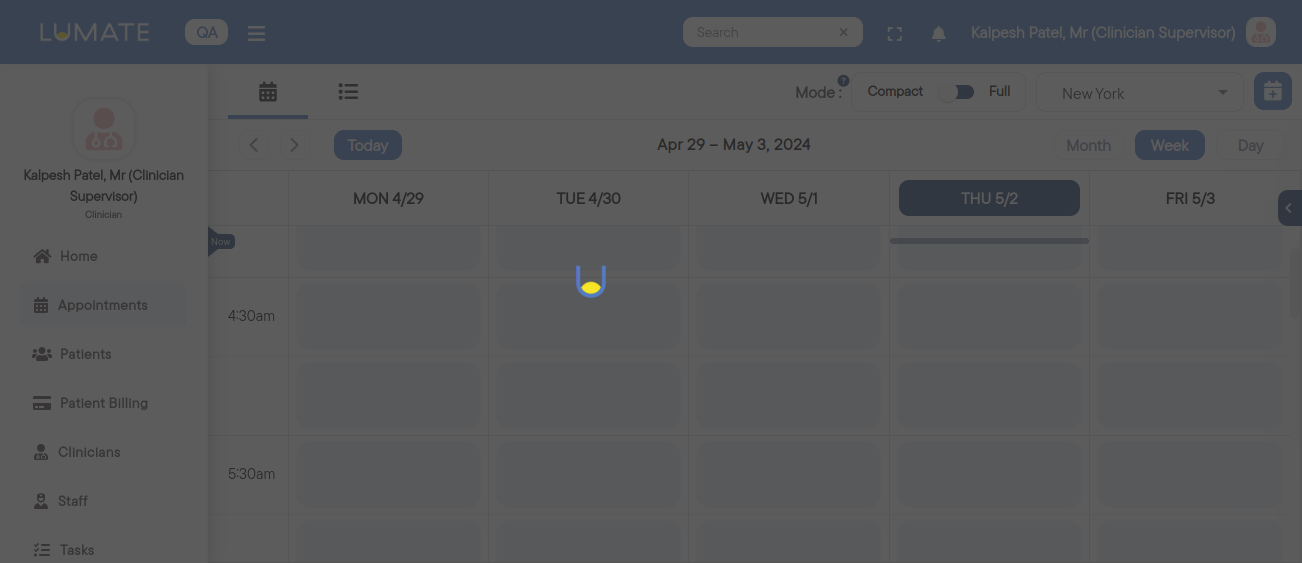 LUMATE
QA
Search
Kalpesh Patel, Mr (Clinician Supervisor)
Mode :
?
Compact
Full
New York
Today
Apr 29 – May 3, 2024
Month
Week
Day
Kalpesh Patel, Mr (Clinician
Supervisor)
Clinician
Home
Appointments
Patients
Patient Billing
Clinicians
Staff
Tasks
MON 4/29
TUE 4/30
WED 5/1
THU 5/2
FRI 5/3
Now
4:30am
5:30am